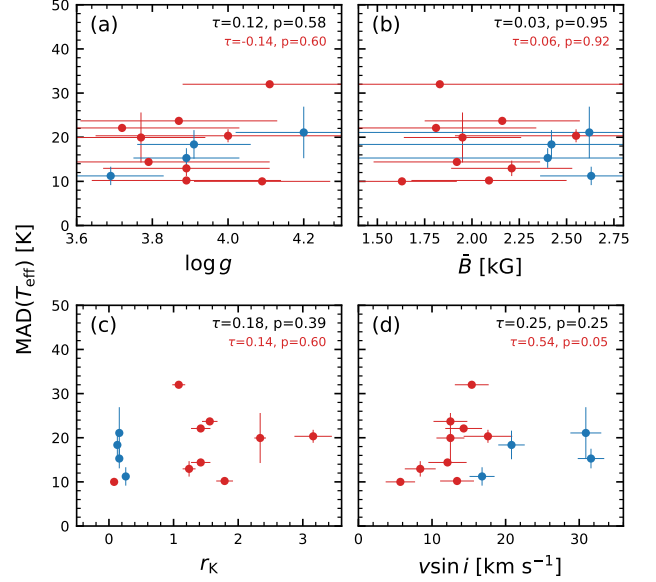 (a)
τ=0.12, p=0.58
τ=-0.14, p=0.60
(b)
τ=0.03, p=0.95
τ=0.06, p=0.92
50
40
30
20
10
0
3.6
3.8
4.0
4.2
log g
1.50
1.75
2.00
2.25
2.50
2.75
B̄ [kG]
MAD(T_eff) [K]
(c)
τ=0.18, p=0.39
τ=0.14, p=0.60
(d)
τ=0.25, p=0.25
τ=0.54, p=0.05
50
40
30
20
10
0
0
1
2
3
r_K
0
10
20
30
v sin i [km s⁻¹]